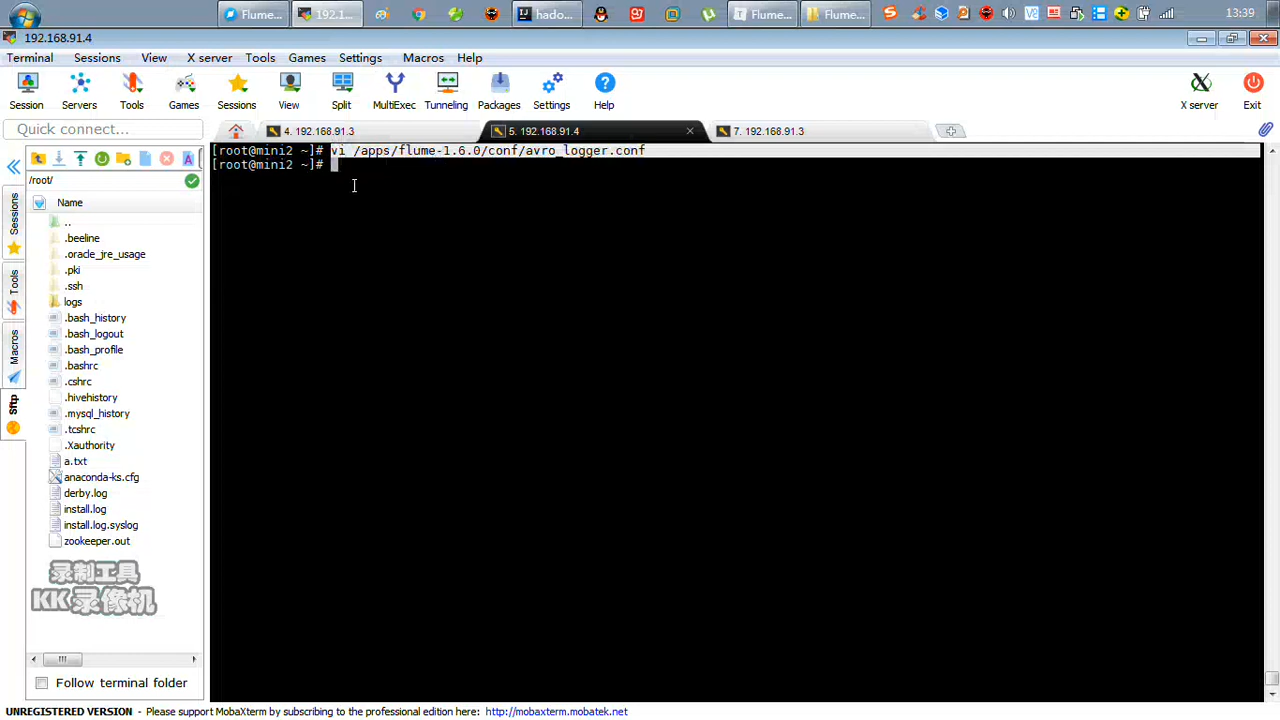 Flume...
192.1...
hado...
Flume...
Flume...
13:39
192.168.91.4
Terminal Sessions View X server Tools Games Settings Macros Help
Session Servers Tools Games Sessions View Split MultiExec Tunneling Packages Settings Help X server Exit
Quick connect...
4. 192.168.91.3
5. 192.168.91.4
7. 192.168.91.3
[root@mini2 ~]# vi /apps/flume-1.6.0/conf/avro_logger.conf
[root@mini2 ~]#
/root/
Name
..
.beeline
.oracle_jre_usage
.pki
.ssh
logs
.bash_history
.bash_logout
.bash_profile
.bashrc
.cshrc
.hivehistory
.mysql_history
.tcshrc
.Xauthority
a.txt
anaconda-ks.cfg
derby.log
install.log
install.log.syslog
zookeeper.out
Sessions
Tools
Macros
Sftp
录制工具
KK录像机
Follow terminal folder
UNREGISTERED VERSION - Please support MobaXterm by subscribing to the professional edition here: http://mobaxterm.mobatek.net